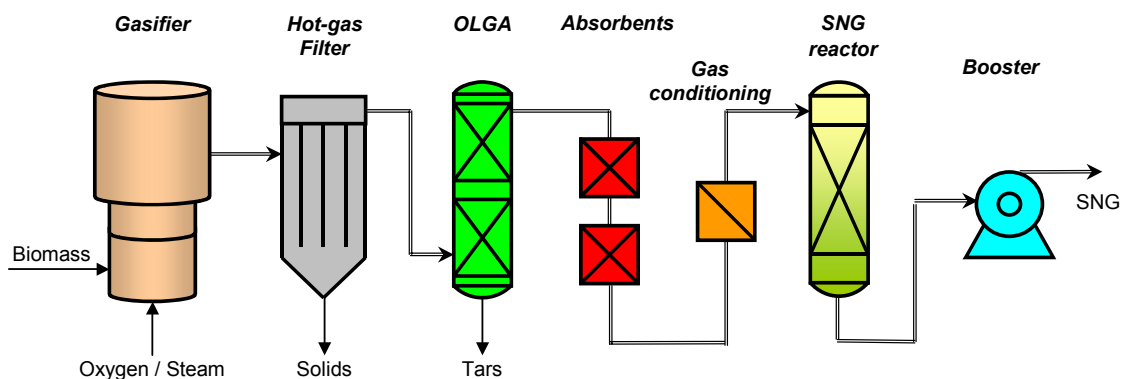 Gasifier
Hot-gas
Filter
OLGA
Absorbents
Gas
conditioning
SNG
reactor
Booster
Biomass
Oxygen / Steam
Solids
Tars
SNG